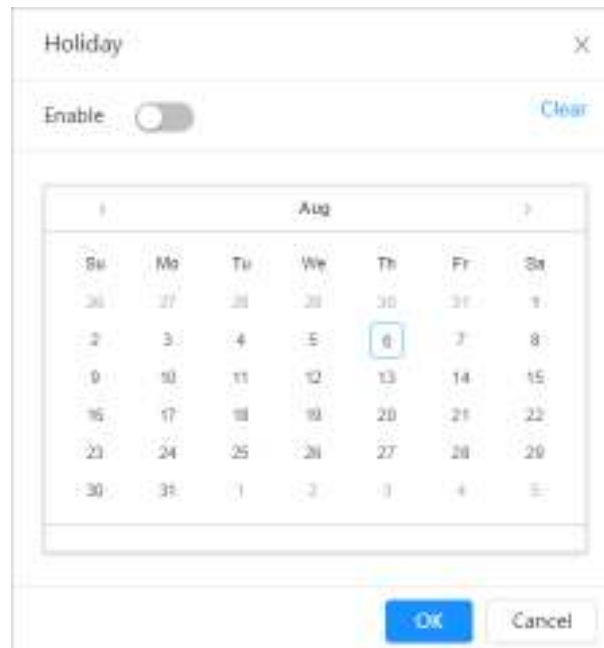 Holiday
Enable Clear
Aug
Su Mo Tu We Th Fr Sa
26 27 28 29 30 31 1
2 3 4 5 6 7 8
9 10 11 12 13 14 15
16 17 18 19 20 21 22
23 24 25 26 27 28 29
30 31 1 2 3 4 5
OK Cancel